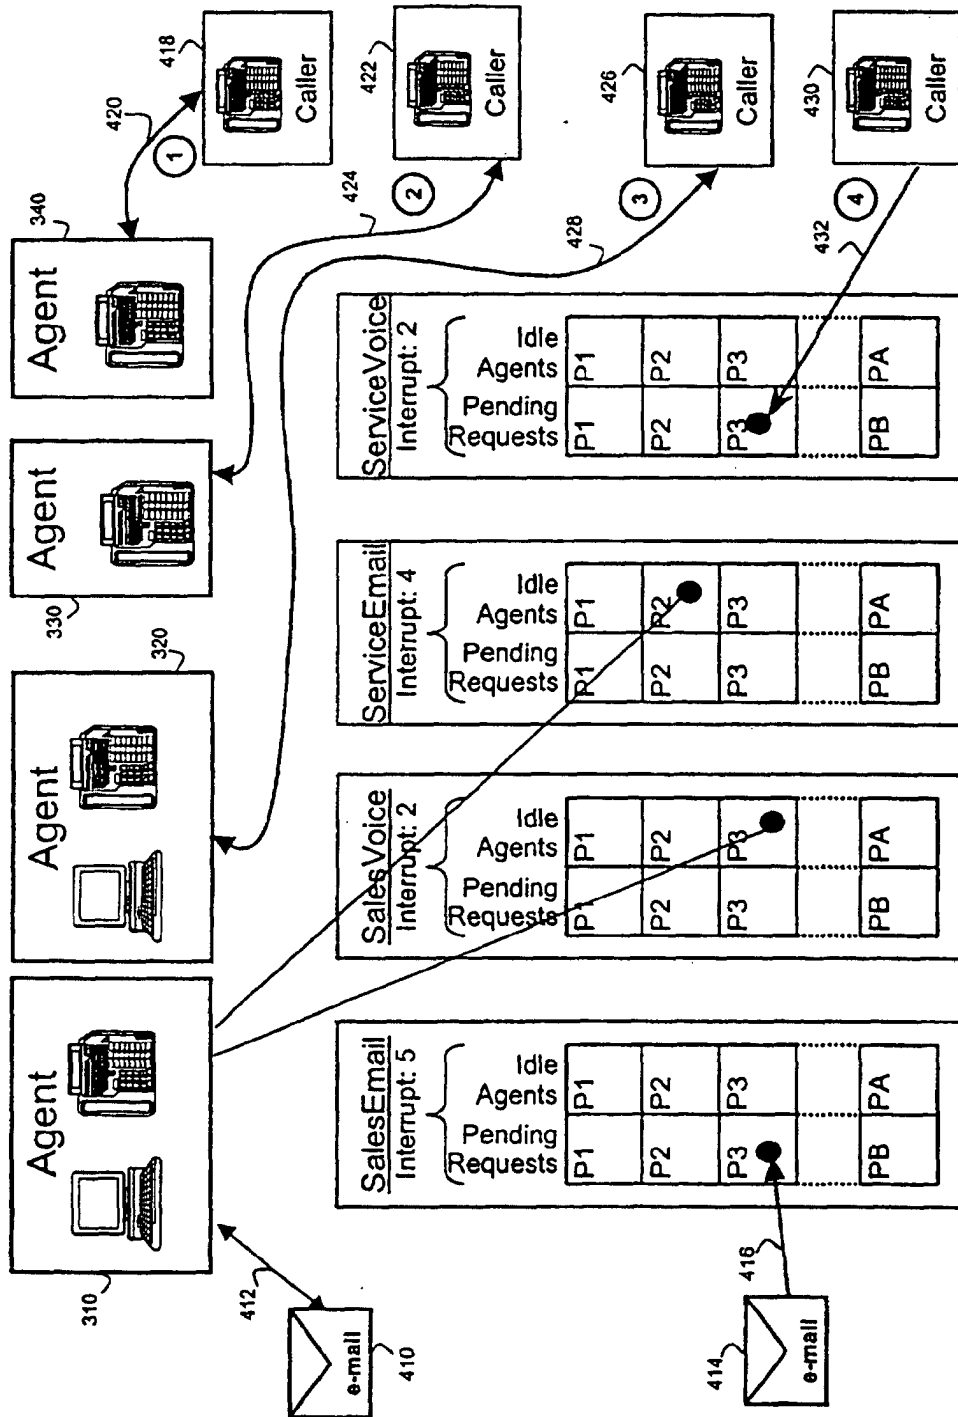 310
Agent
320
Agent
330
Agent
340
Agent
412
e-mail
410
420
1
418
Caller
424
2
422
Caller
428
3
426
Caller
432
4
430
Caller
414
e-mail
416
SalesEmail
Interrupt: 5
Pending Requests
Idle Agents
P1 P1
P2 P2
P3 P3
PB PA
SalesVoice
Interrupt: 2
Pending Requests
Idle Agents
P1 P1
P2 P2
P3 P3
PB PA
ServiceEmail
Interrupt: 4
Pending Requests
Idle Agents
P1 P1
P2 P2
P3 P3
PB PA
ServiceVoice
Interrupt: 2
Pending Requests
Idle Agents
P1 P1
P2 P2
P3 P3
PB PA